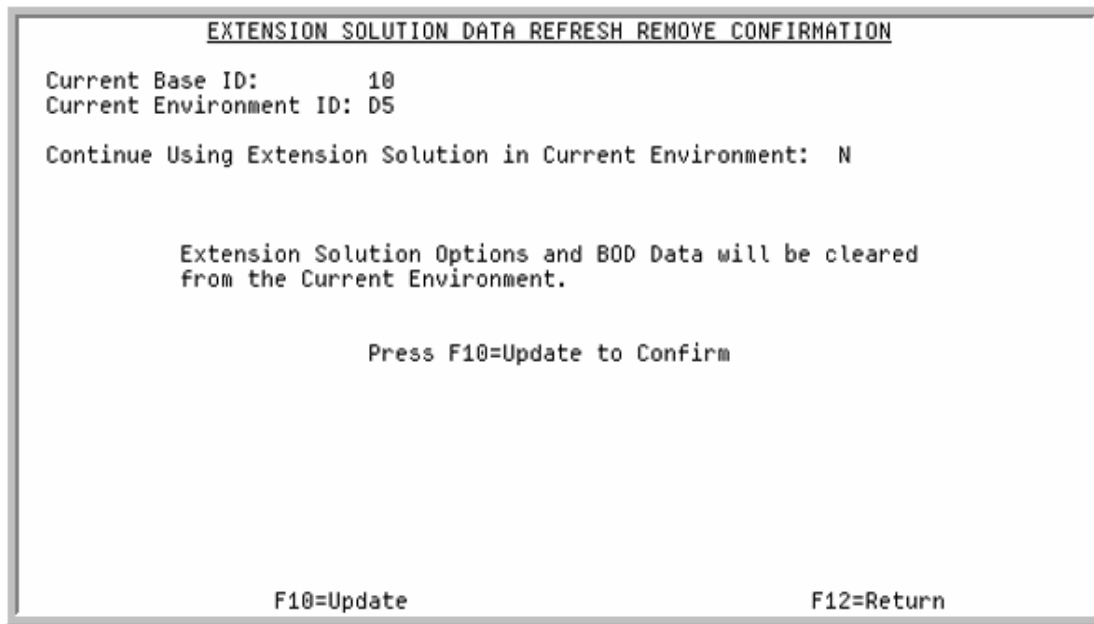 EXTENSION SOLUTION DATA REFRESH REMOVE CONFIRMATION
Current Base ID: 10
Current Environment ID: D5
Continue Using Extension Solution in Current Environment: N
Extension Solution Options and BOD Data will be cleared
from the Current Environment.
Press F10=Update to Confirm
F10=Update F12=Return